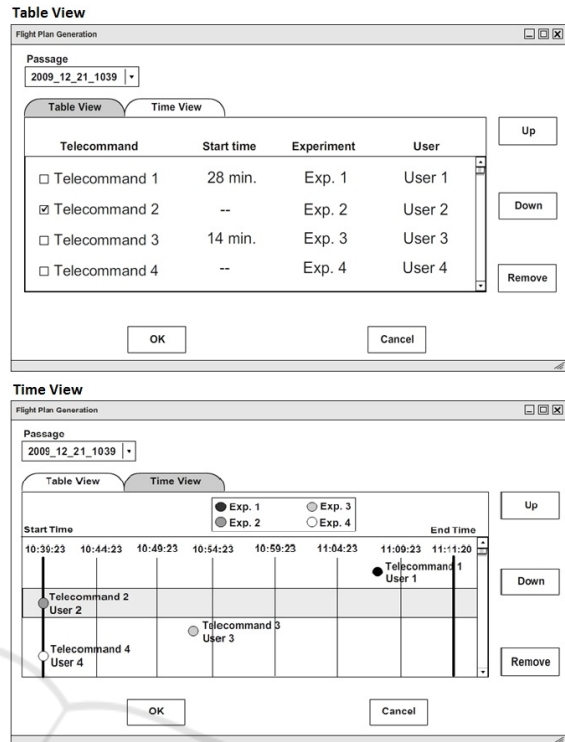 Table View
Flight Plan Generation
Passage
2009_12_21_1039
Table View Time View
Telecommand Start time Experiment User
Telecommand 1 28 min. Exp. 1 User 1
Telecommand 2 -- Exp. 2 User 2
Telecommand 3 14 min. Exp. 3 User 3
Telecommand 4 -- Exp. 4 User 4
Up
Down
Remove
OK Cancel
Time View
Flight Plan Generation
Passage
2009_12_21_1039
Table View Time View
Exp. 1 Exp. 3
Exp. 2 Exp. 4
Start Time End Time
10:39:23 10:44:23 10:49:23 10:54:23 10:59:23 11:04:23 11:09:23 11:11:20
Telecommand 1
User 1
Telecommand 2
User 2
Telecommand 3
User 3
Telecommand 4
User 4
Up
Down
Remove
OK Cancel